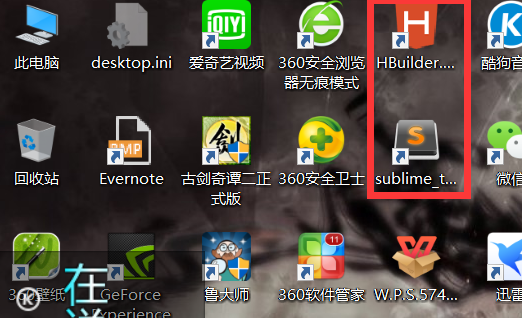 iQIYI
H
K
此电脑
desktop.ini
爱奇艺视频
360安全浏览
器无痕模式
HBuilder....
酷狗音
BMP
剑
S
回收站
Evernote
古剑奇谭二正
式版
360安全卫士
sublime_t...
微信
11
360壁纸
GeForce
Experience
鲁大师
360软件管家
W.P.S.574...
迅雷
在